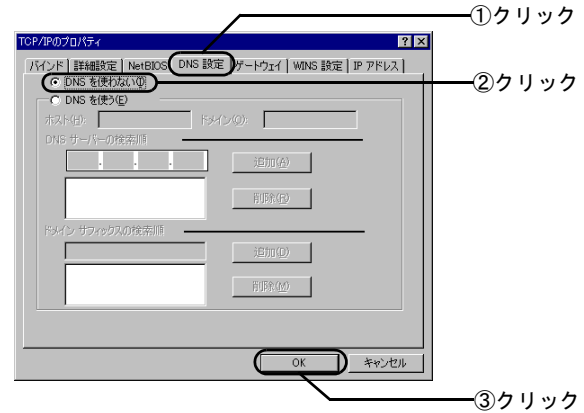 ①クリック
TCP/IPのプロパティ
バインド 詳細設定 NetBIOS DNS 設定 ゲートウェイ WINS 設定 IP アドレス
DNS を使わない(I)
②クリック
DNS を使う(E)
ホスト(H): ドメイン(O):
DNS サーバーの検索順
追加(A)
削除(R)
ドメイン サフィックスの検索順
追加(D)
削除(M)
OK キャンセル
③クリック